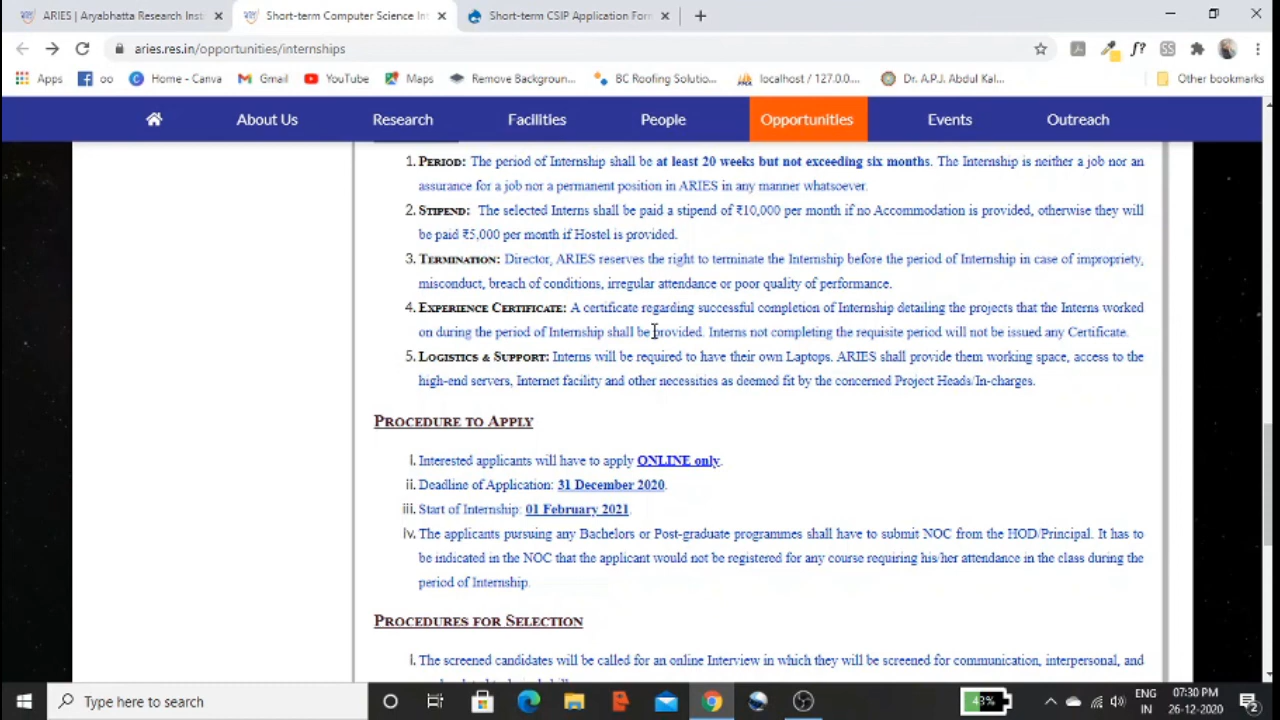 ARIES | Aryabhatta Research Inst
Short-term Computer Science Int
Short-term CSIP Application Form
aries.res.in/opportunities/internships
Apps
oo
Home - Canva
Gmail
YouTube
Maps
Remove Backgroun...
BC Roofing Solutio...
localhost / 127.0.0....
Dr. A.P.J. Abdul Kal...
Other bookmarks
About Us
Research
Facilities
People
Opportunities
Events
Outreach
1. PERIOD: The period of Internship shall be at least 20 weeks but not exceeding six months. The Internship is neither a job nor an
assurance for a job nor a permanent position in ARIES in any manner whatsoever.
2. STIPEND: The selected Interns shall be paid a stipend of ₹10,000 per month if no Accommodation is provided, otherwise they will
be paid ₹5,000 per month if Hostel is provided.
3. TERMINATION: Director, ARIES reserves the right to terminate the Internship before the period of Internship in case of impropriety,
misconduct, breach of conditions, irregular attendance or poor quality of performance.
4. EXPERIENCE CERTIFICATE: A certificate regarding successful completion of Internship detailing the projects that the Interns worked
on during the period of Internship shall be provided. Interns not completing the requisite period will not be issued any Certificate.
5. LOGISTICS & SUPPORT: Interns will be required to have their own Laptops. ARIES shall provide them working space, access to the
high-end servers, Internet facility and other necessities as deemed fit by the concerned Project Heads/In-charges.
PROCEDURE TO APPLY
i. Interested applicants will have to apply ONLINE only.
ii. Deadline of Application: 31 December 2020.
iii. Start of Internship: 01 February 2021.
iv. The applicants pursuing any Bachelors or Post-graduate programmes shall have to submit NOC from the HOD/Principal. It has to
be indicated in the NOC that the applicant would not be registered for any course requiring his/her attendance in the class during the
period of Internship.
PROCEDURES FOR SELECTION
i. The screened candidates will be called for an online Interview in which they will be screened for communication, interpersonal, and
Type here to search
43%
ENG
IN
07:30 PM
26-12-2020
2